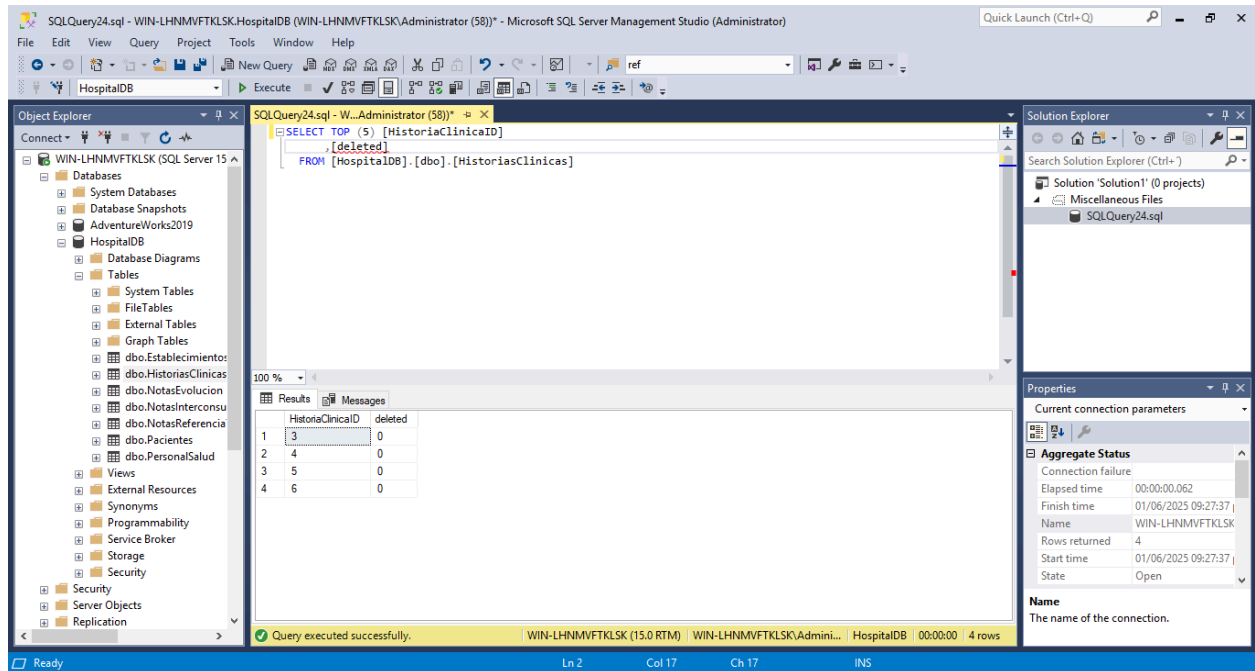 SQLQuery24.sql - WIN-LHNMVFTKLSK.HospitalDB (WIN-LHNMVFTKLSK\Administrator (58))* - Microsoft SQL Server Management Studio (Administrator)
Quick Launch (Ctrl+Q)
File Edit View Query Project Tools Window Help
New Query MDX DMX XMLA DAX ref
HospitalDB Execute
Object Explorer
Connect
WIN-LHNMVFTKLSK (SQL Server 15
Databases
System Databases
Database Snapshots
AdventureWorks2019
HospitalDB
Database Diagrams
Tables
System Tables
FileTables
External Tables
Graph Tables
dbo.Establecimientos
dbo.HistoriasClinicas
dbo.NotasEvolucion
dbo.NotasInterconsu
dbo.NotasReferencia
dbo.Pacientes
dbo.PersonalSalud
Views
External Resources
Synonyms
Programmability
Service Broker
Storage
Security
Security
Server Objects
Replication
SQLQuery24.sql - W...Administrator (58))*
SELECT TOP (5) [HistoriaClinicaID]
,[deleted]
FROM [HospitalDB].[dbo].[HistoriasClinicas]
100 %
Results Messages
HistoriaClinicaID deleted
1 3 0
2 4 0
3 5 0
4 6 0
Query executed successfully. WIN-LHNMVFTKLSK (15.0 RTM) WIN-LHNMVFTKLSK\Admini... HospitalDB 00:00:00 4 rows
Solution Explorer
Search Solution Explorer (Ctrl+´)
Solution 'Solution1' (0 projects)
Miscellaneous Files
SQLQuery24.sql
Properties
Current connection parameters
Aggregate Status
Connection failure
Elapsed time 00:00:00.062
Finish time 01/06/2025 09:27:37
Name WIN-LHNMVFTKLSK
Rows returned 4
Start time 01/06/2025 09:27:37
State Open
Name
The name of the connection.
Ready Ln 2 Col 17 Ch 17 INS